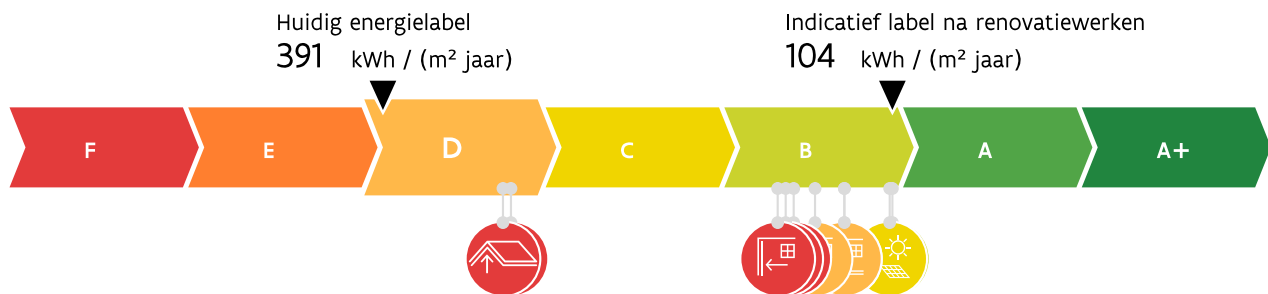 Huidig energielabel
391 kWh / (m² jaar)
Indicatief label na renovatiewerken
104 kWh / (m² jaar)
F E D C B A A+